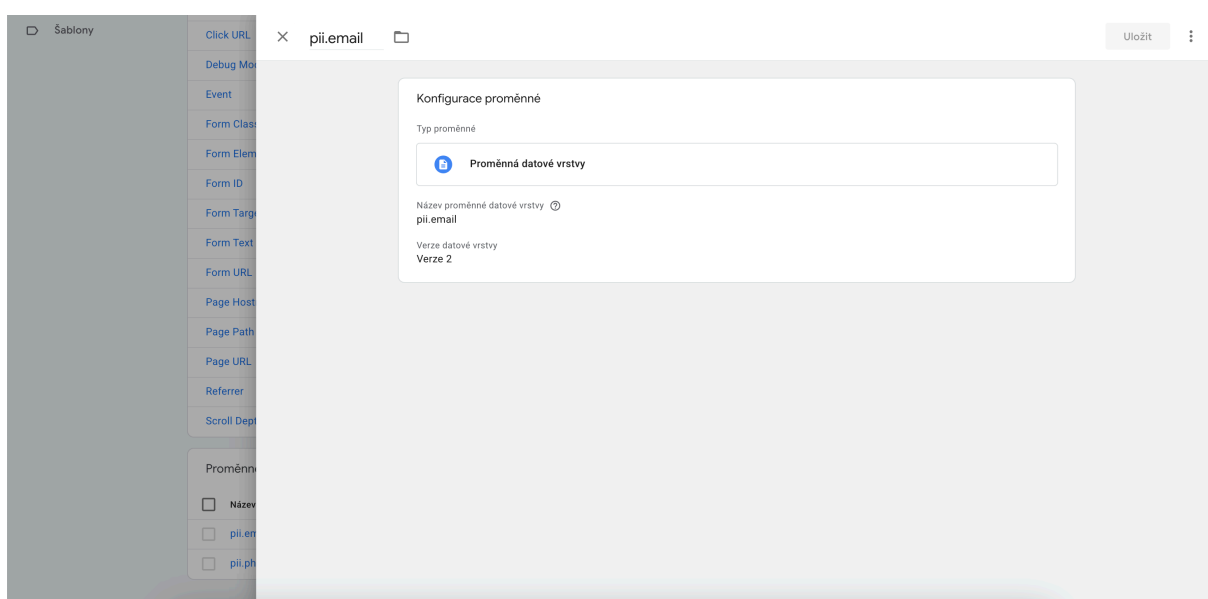 Šablony
Click URL
pii.email
Uložit
Debug Mo
Event
Form Clas
Form Elem
Form ID
Form Targ
Form Text
Form URL
Page Host
Page Path
Page URL
Referrer
Scroll Dept
Proměnn
Název
pii.em
pii.ph
Konfigurace proměnné
Typ proměnné
Proměnná datové vrstvy
Název proměnné datové vrstvy
pii.email
Verze datové vrstvy
Verze 2